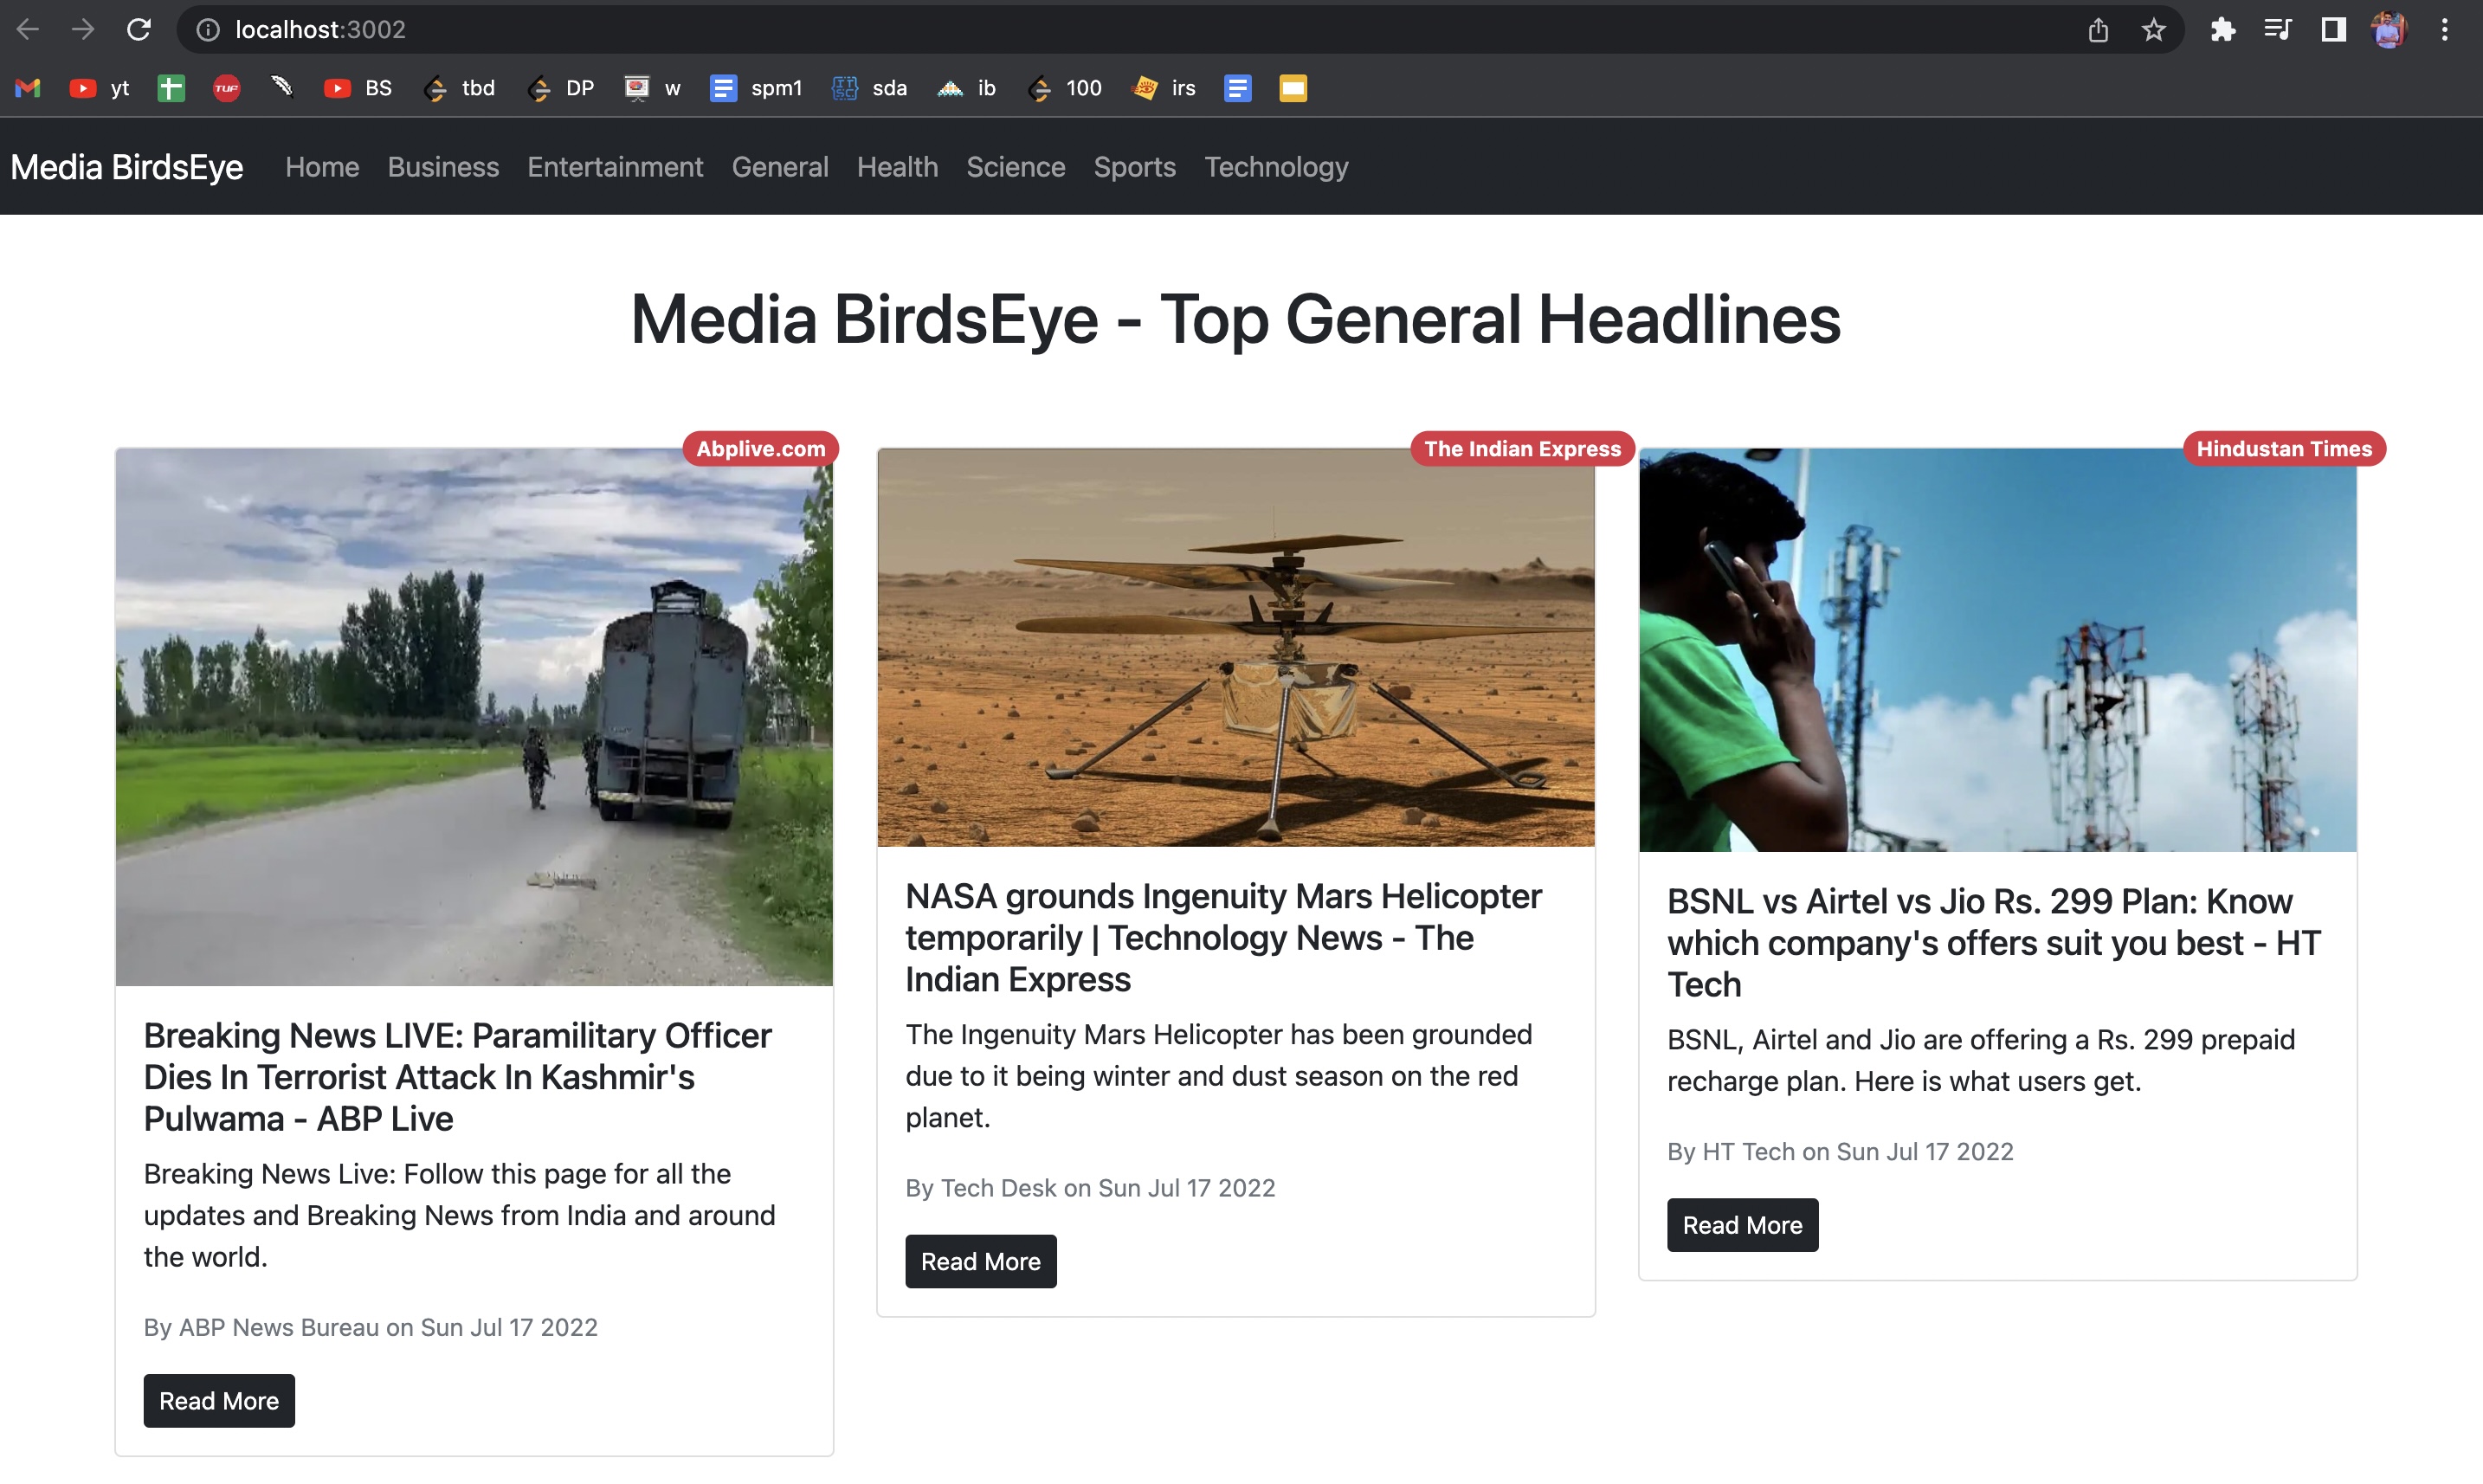 localhost:3002
yt
TUF
BS
tbd
DP
w
spm1
sda
ib
100
irs
Media BirdsEye
Home
Business
Entertainment
General
Health
Science
Sports
Technology
Media BirdsEye - Top General Headlines
Abplive.com
Breaking News LIVE: Paramilitary Officer
Dies In Terrorist Attack In Kashmir's
Pulwama - ABP Live
Breaking News Live: Follow this page for all the
updates and Breaking News from India and around
the world.
By ABP News Bureau on Sun Jul 17 2022
Read More
The Indian Express
NASA grounds Ingenuity Mars Helicopter
temporarily | Technology News - The
Indian Express
The Ingenuity Mars Helicopter has been grounded
due to it being winter and dust season on the red
planet.
By Tech Desk on Sun Jul 17 2022
Read More
Hindustan Times
BSNL vs Airtel vs Jio Rs. 299 Plan: Know
which company's offers suit you best - HT
Tech
BSNL, Airtel and Jio are offering a Rs. 299 prepaid
recharge plan. Here is what users get.
By HT Tech on Sun Jul 17 2022
Read More